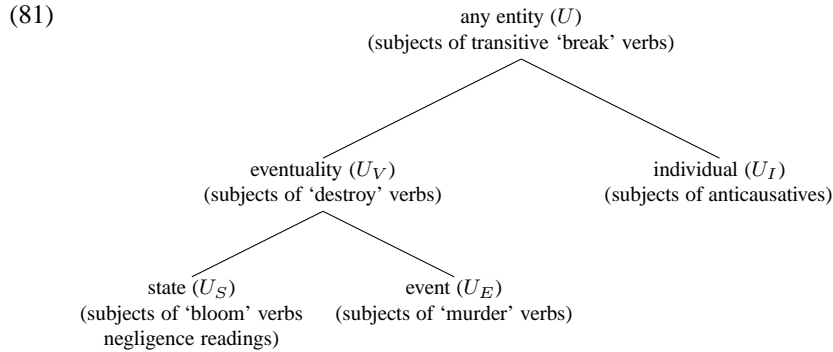 (81)
any entity (U)
(subjects of transitive ‘break’ verbs)
eventuality (U_V)
(subjects of ‘destroy’ verbs)
individual (U_I)
(subjects of anticausatives)
state (U_S)
(subjects of ‘bloom’ verbs
negligence readings)
event (U_E)
(subjects of ‘murder’ verbs)